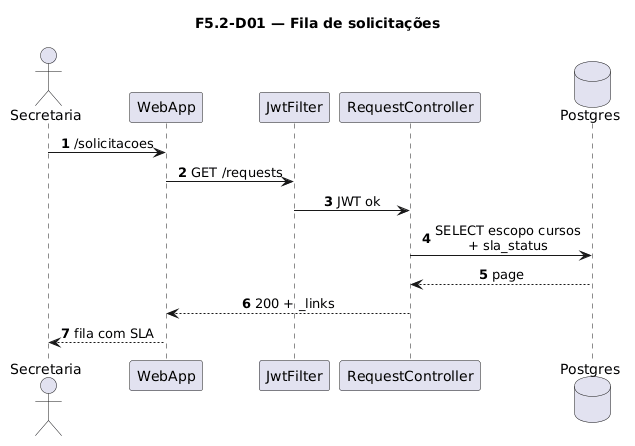 F5.2-D01 — Fila de solicitações
Secretaria
WebApp
JwtFilter
RequestController
Postgres
1 /solicitacoes
2 GET /requests
3 JWT ok
4 SELECT escopo cursos
+ sla_status
5 page
6 200 + _links
7 fila com SLA
Secretaria
WebApp
JwtFilter
RequestController
Postgres